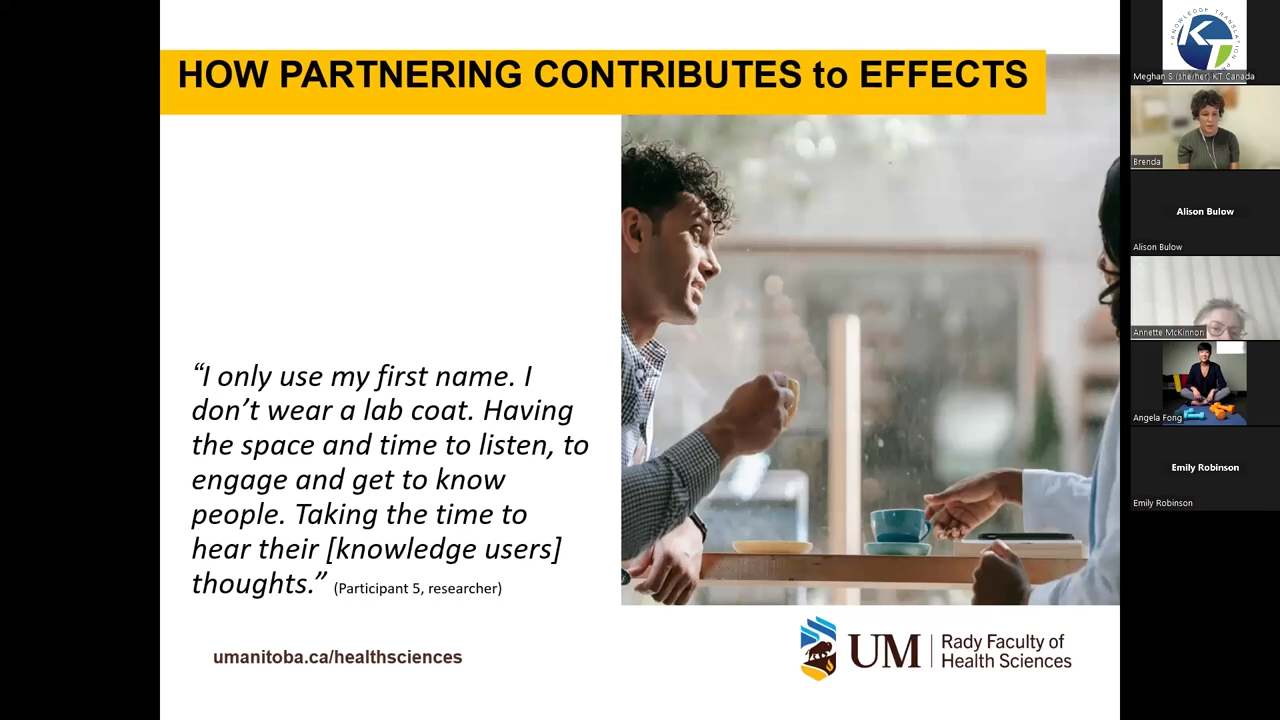 HOW PARTNERING CONTRIBUTES to EFFECTS
“I only use my first name. I
don’t wear a lab coat. Having
the space and time to listen, to
engage and get to know
people. Taking the time to
hear their [knowledge users]
thoughts.” (Participant 5, researcher)
umanitoba.ca/healthsciences
UM
Rady Faculty of
Health Sciences
KNOWLEDGE TRANSLATION
KT
Meghan S (she/her) KT Canada
Brenda
Alison Bulow
Alison Bulow
Annette McKinnon
Angela Fong
Emily Robinson
Emily Robinson